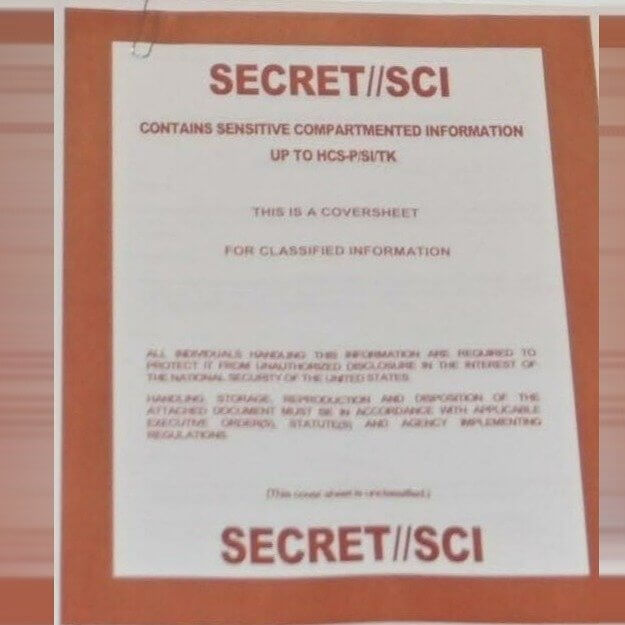 SECRET//SCI
CONTAINS SENSITIVE COMPARTMENTED INFORMATION
UP TO HCS-P/SI/TK
THIS IS A COVERSHEET
FOR CLASSIFIED INFORMATION
ALL INDIVIDUALS HANDLING THIS INFORMATION ARE REQUIRED TO
PROTECT IT FROM UNAUTHORIZED DISCLOSURE IN THE INTEREST OF
THE NATIONAL SECURITY OF THE UNITED STATES.
HANDLING, STORAGE, REPRODUCTION AND DISPOSITION OF THE
ATTACHED DOCUMENT MUST BE IN ACCORDANCE WITH APPLICABLE
EXECUTIVE ORDER(S), STATUTE(S) AND AGENCY IMPLEMENTING
REGULATIONS.
(This cover sheet is unclassified.)
SECRET//SCI